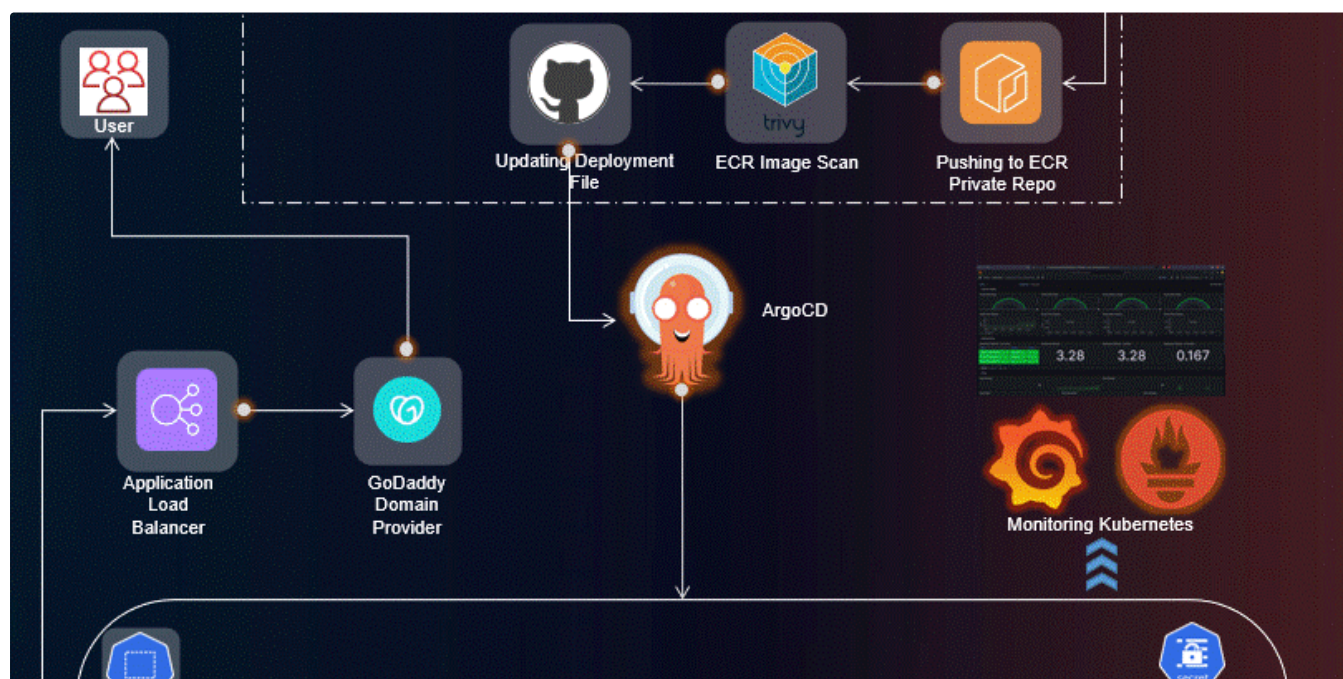 User
trivy
Updating Deployment
File
ECR Image Scan
Pushing to ECR
Private Repo
ArgoCD
3.28
3.28
0.167
Application
Load
Balancer
GoDaddy
Domain
Provider
Monitoring Kubernetes
secret